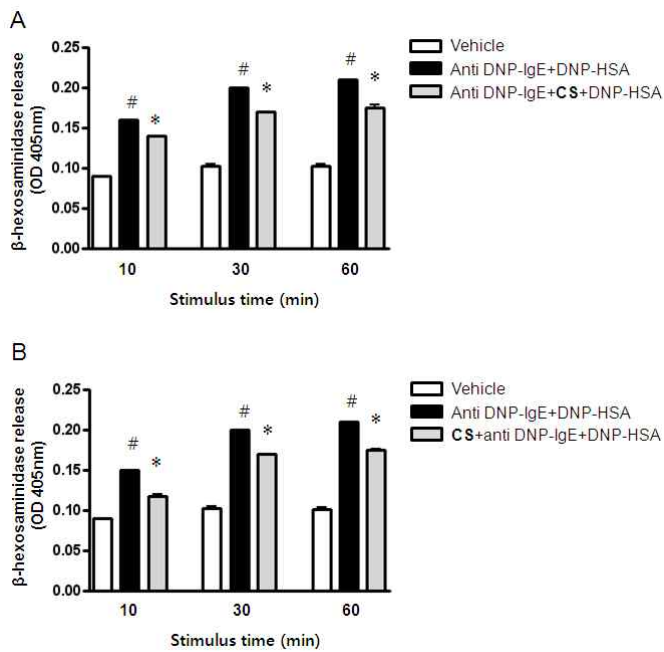 A
β-hexosaminidase release
(OD 405nm)
0.25
0.20
0.15
0.10
0.05
0.00
# * # * # *
10 30 60
Stimulus time (min)
Vehicle
Anti DNP-IgE+DNP-HSA
Anti DNP-IgE+CS+DNP-HSA
B
β-hexosaminidase release
(OD 405nm)
0.25
0.20
0.15
0.10
0.05
0.00
# * # * # *
10 30 60
Stimulus time (min)
Vehicle
Anti DNP-IgE+DNP-HSA
CS+anti DNP-IgE+DNP-HSA